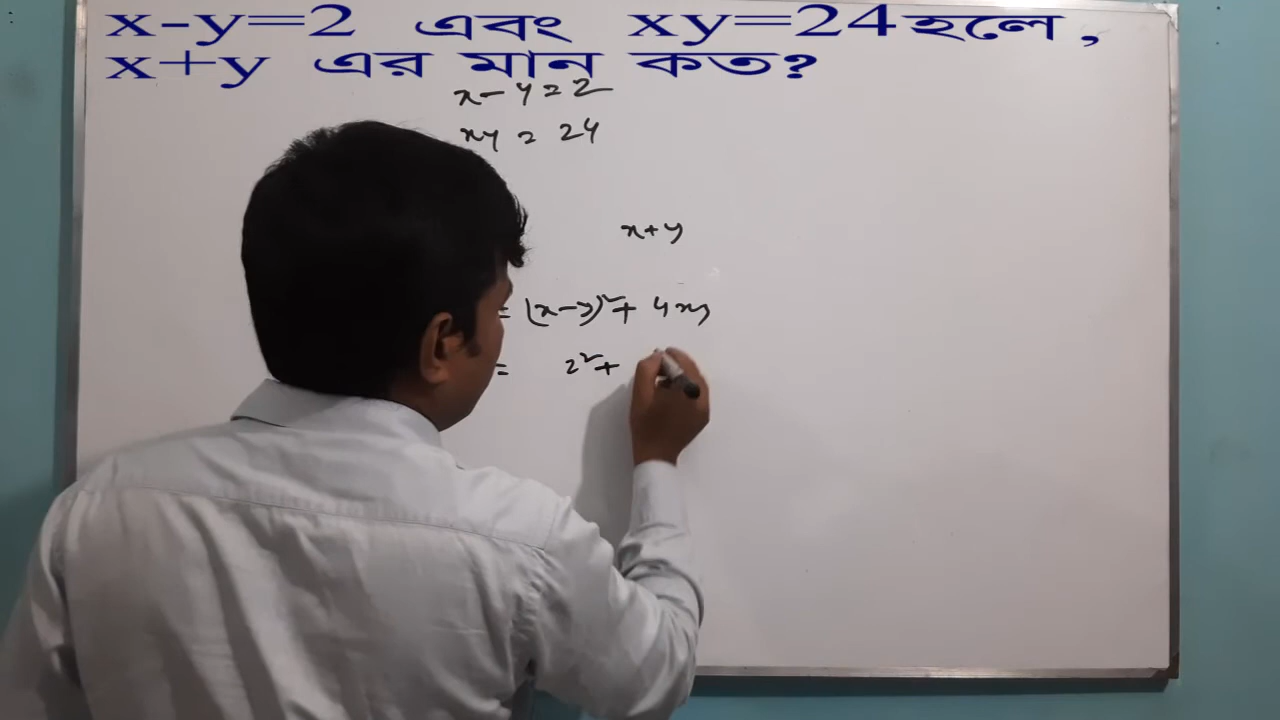 x-y=2 এবং xy=24 হলে,
x+y এর মান কত?
x-y=2
xy = 24
x+y
= (x-y)²+ 4xy
= 2²+